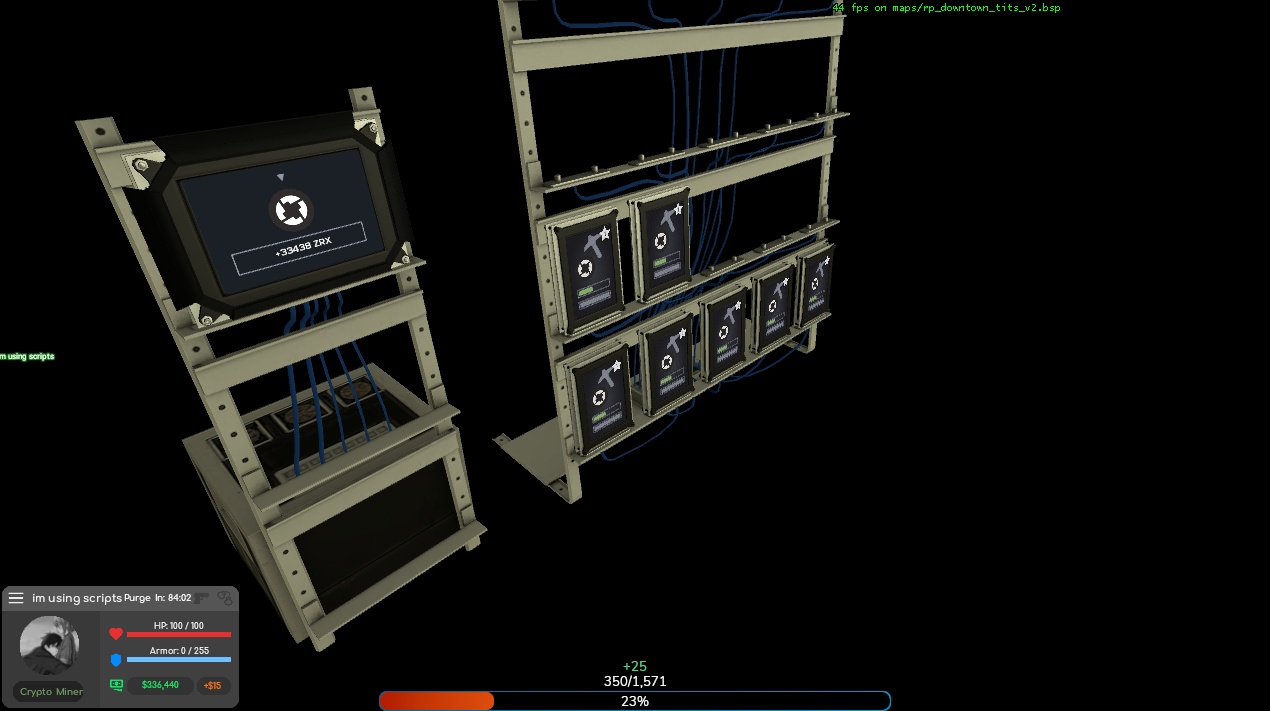 44 fps on maps/rp_downtown_tits_v2.bsp
+33438 ZRX
m using scripts
im using scripts Purge In: 84:02
HP: 100 / 100
Armor: 0 / 255
Crypto Miner
$336,440
+$15
+25
350/1,571
23%